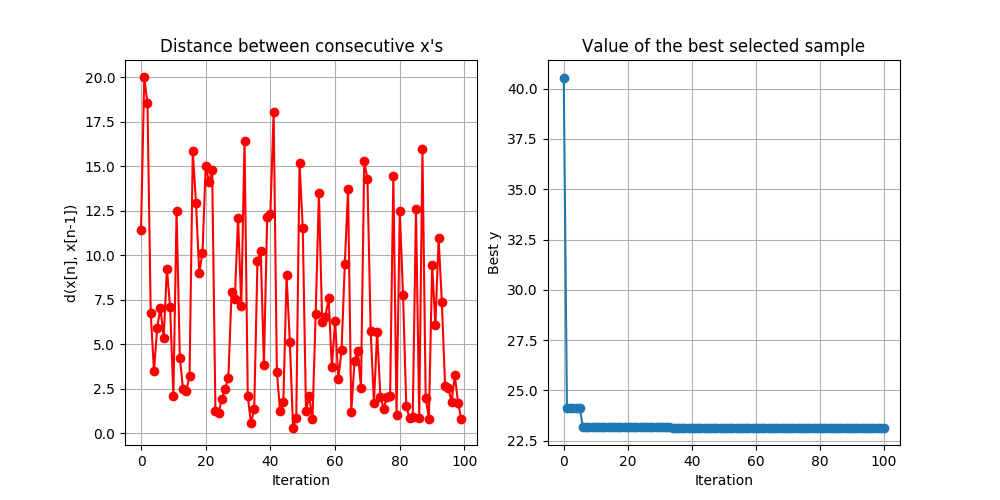 Distance between consecutive x's
20.0
17.5
15.0
12.5
10.0
7.5
5.0
2.5
0.0
d(x[n], x[n-1])
0 20 40 60 80 100
Iteration
Value of the best selected sample
40.0
37.5
35.0
32.5
30.0
27.5
25.0
22.5
Best y
0 20 40 60 80 100
Iteration